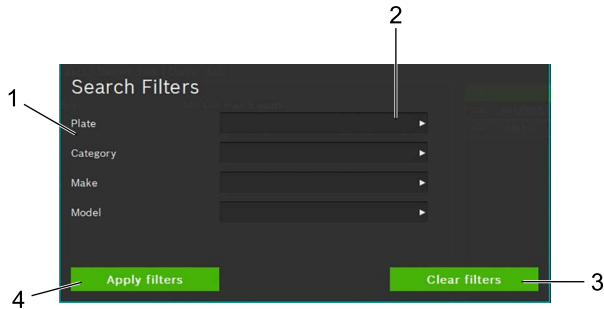 2
Search Filters
1
Plate
Category
Make
Model
Apply filters
Clear filters
3
4